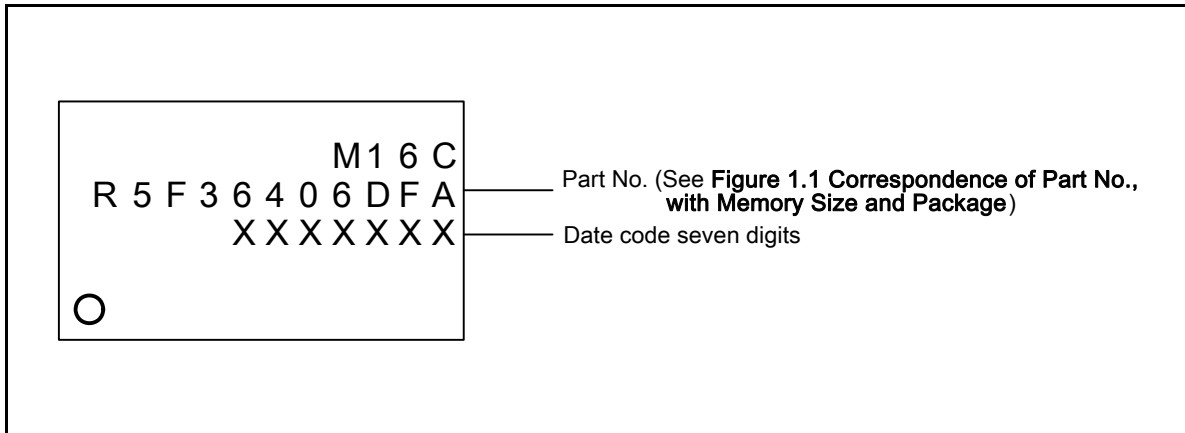 M16C
R5F36406DFA
XXXXXXX
Part No. (See Figure 1.1 Correspondence of Part No.,
with Memory Size and Package)
Date code seven digits